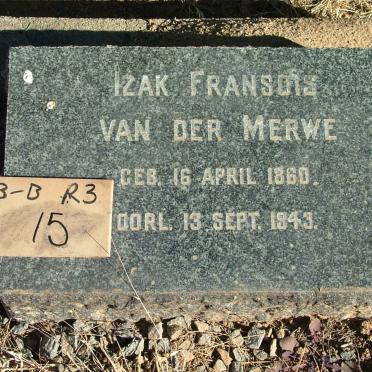 IZAK FRANSOIS
VAN DER MERWE
GEB. 16 APRIL 1860.
OORL. 13 SEPT. 1943.
B-B R3
15